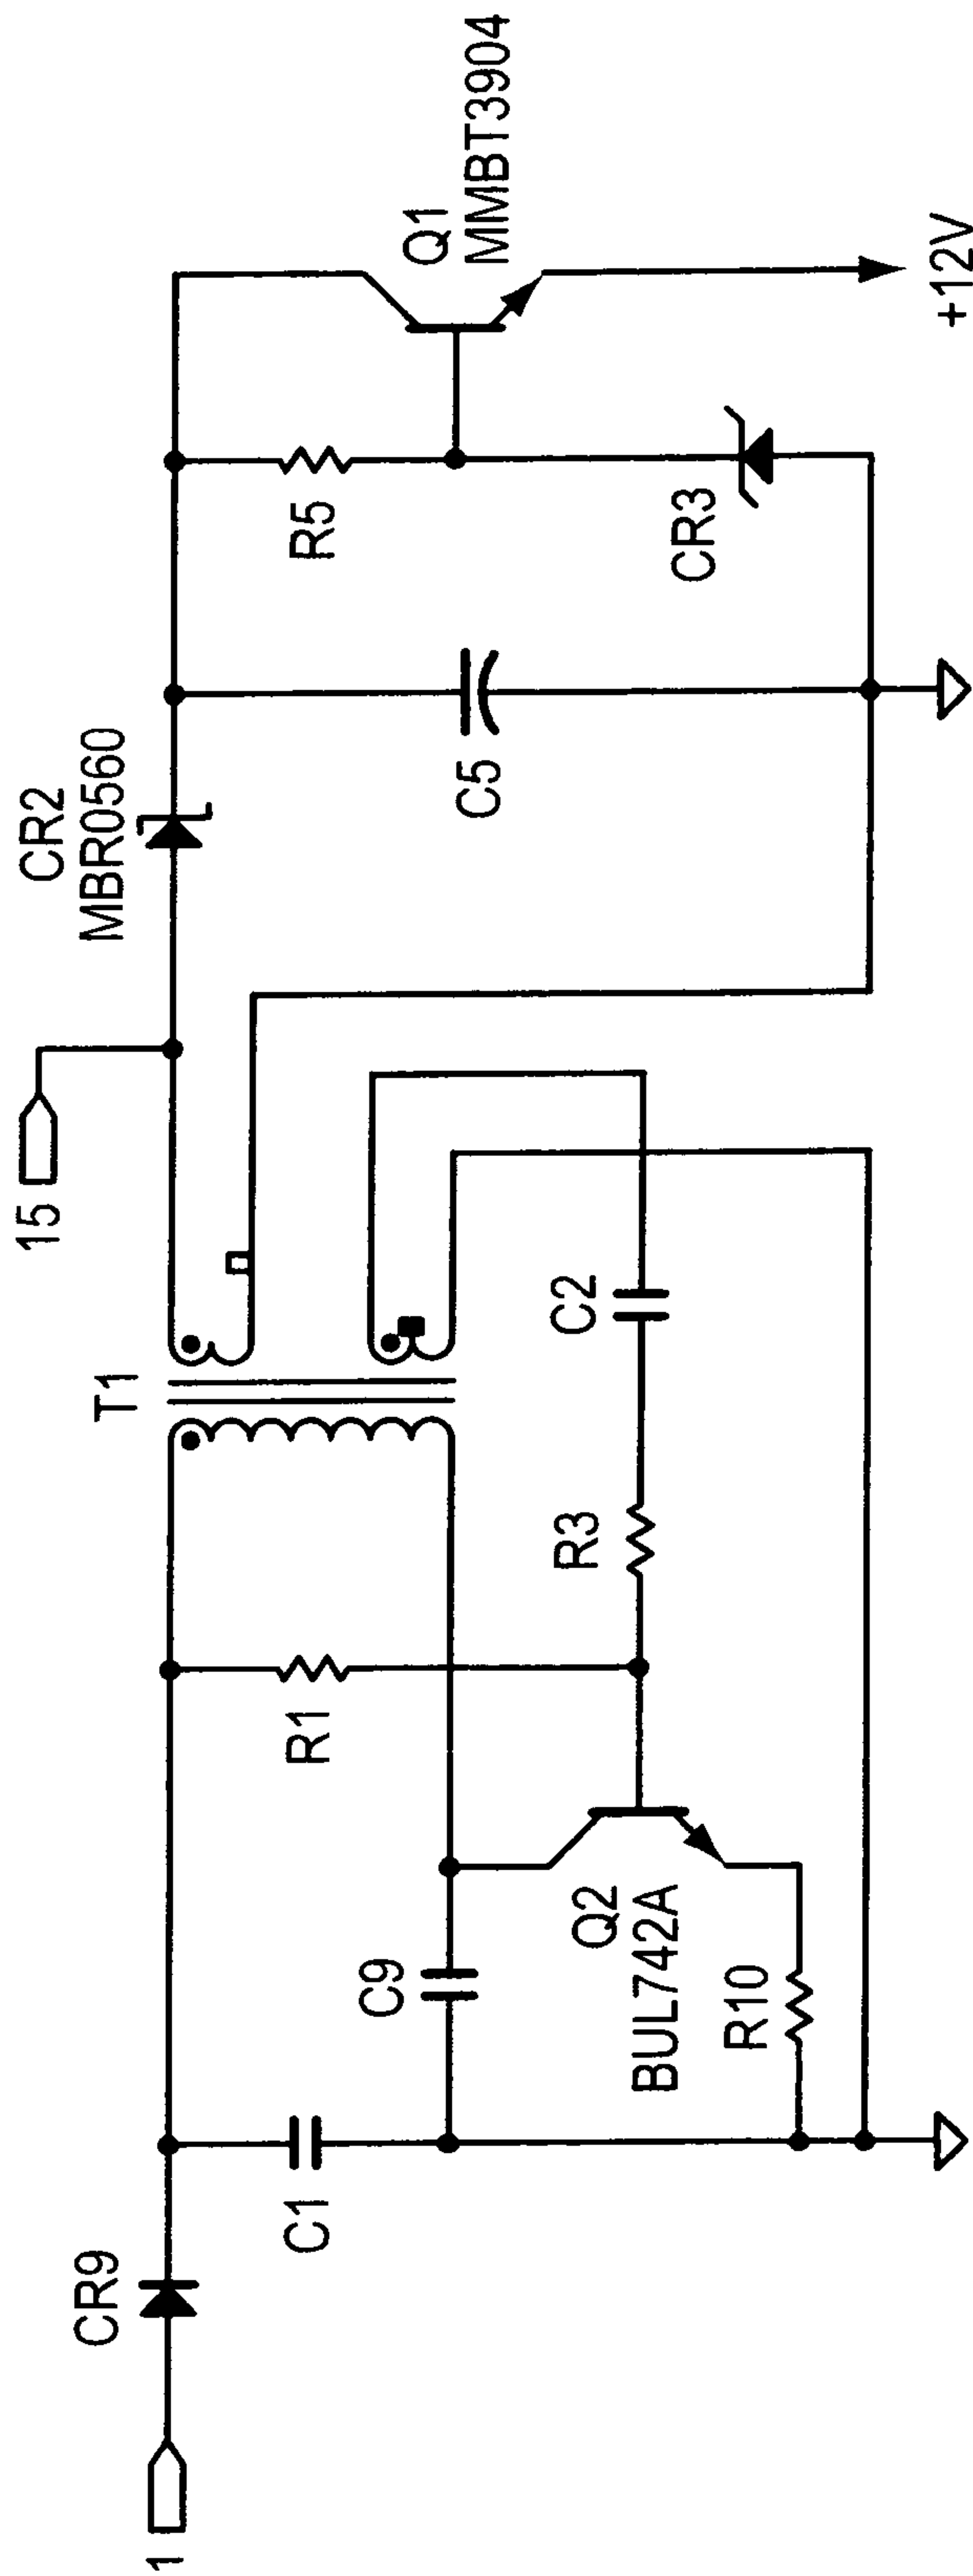 1
CR9
C1
C9
Q2
BUL742A
R10
R1
R3
C2
T1
15
CR2
MBR0560
C5
R5
CR3
Q1
MMBT3904
+12V